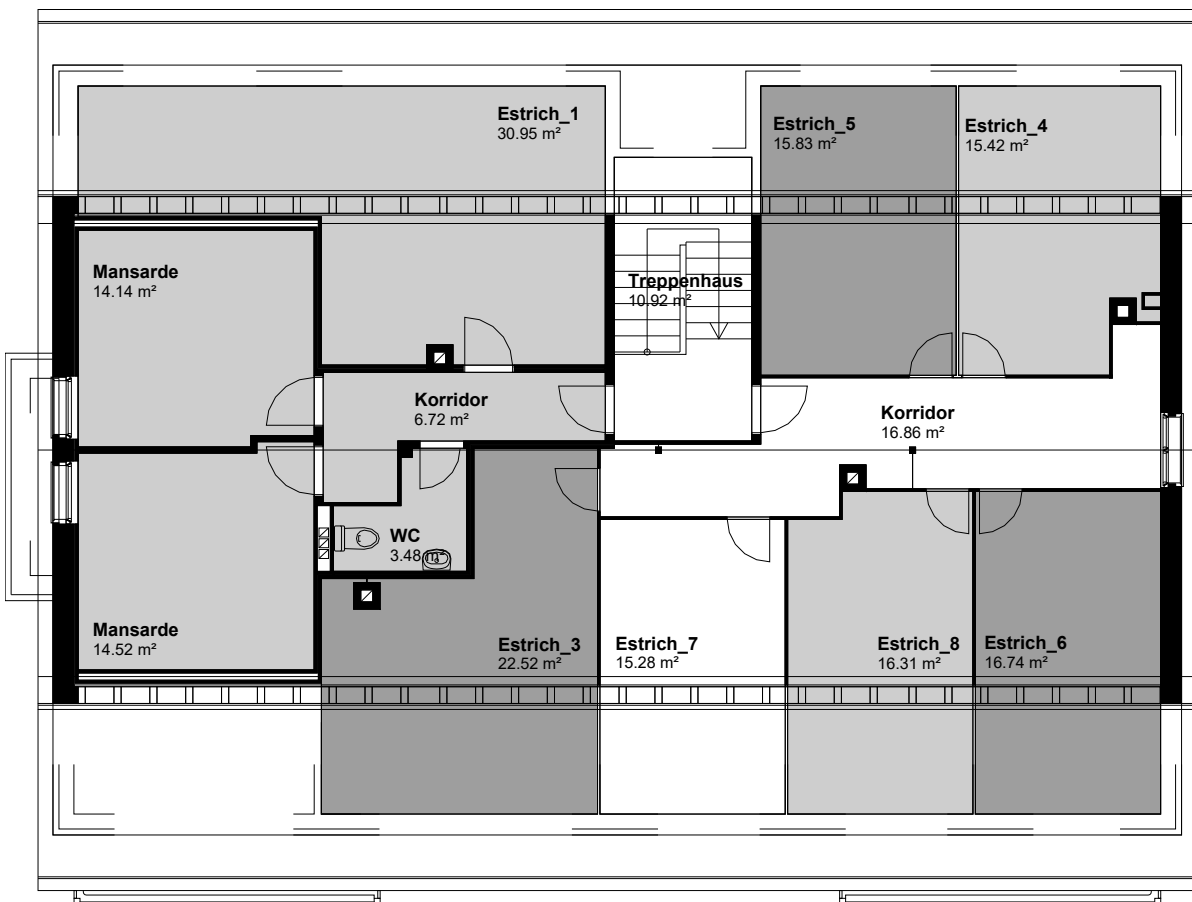 Estrich_1
30.95 m²
Estrich_5
15.83 m²
Estrich_4
15.42 m²
Mansarde
14.14 m²
Treppenhaus
10.92 m²
Korridor
6.72 m²
Korridor
16.86 m²
WC
3.48 m²
Mansarde
14.52 m²
Estrich_3
22.52 m²
Estrich_7
15.28 m²
Estrich_8
16.31 m²
Estrich_6
16.74 m²